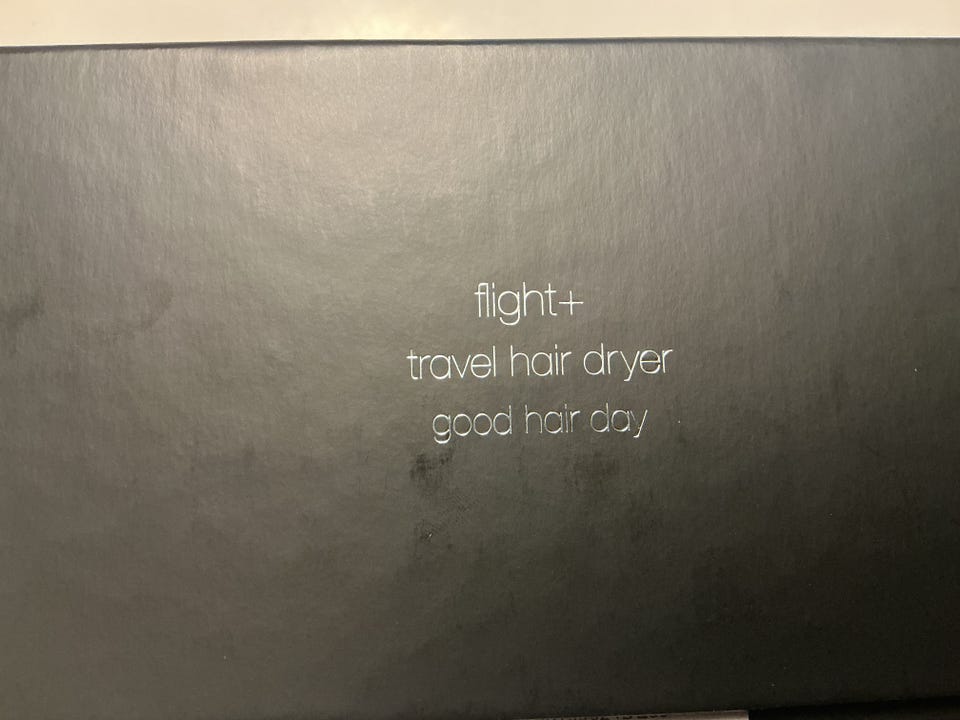 flight+
travel hair dryer
good hair day